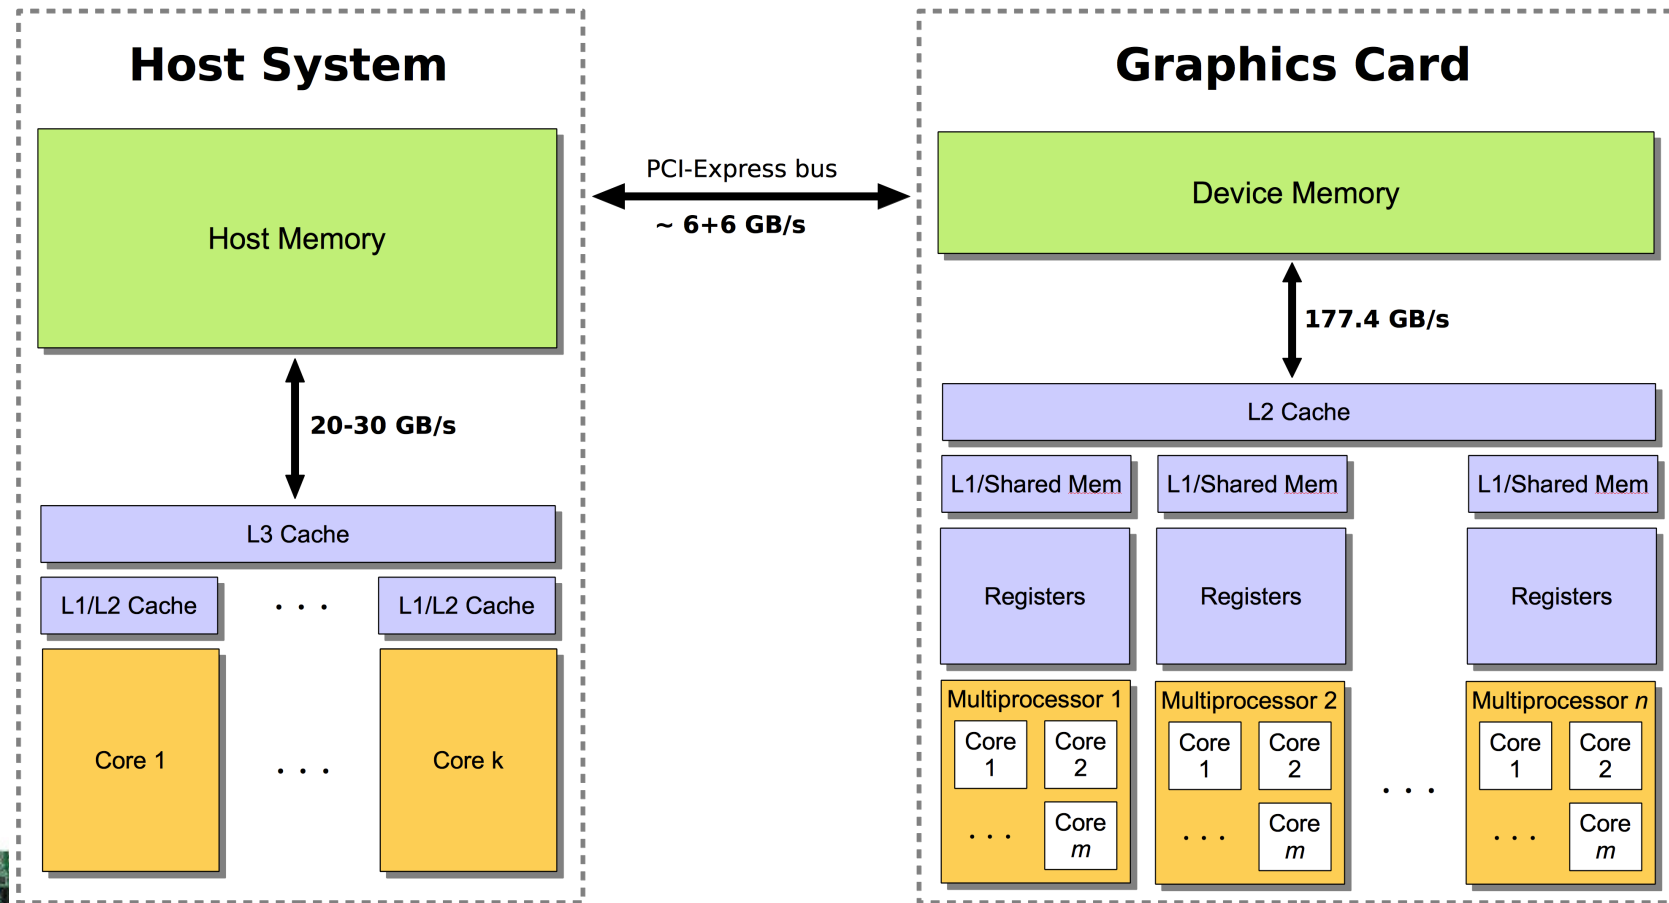 Host System
Host Memory
20-30 GB/s
L3 Cache
L1/L2 Cache
. . .
L1/L2 Cache
Core 1
. . .
Core k
PCI-Express bus
~ 6+6 GB/s
Graphics Card
Device Memory
177.4 GB/s
L2 Cache
L1/Shared Mem
L1/Shared Mem
L1/Shared Mem
Registers
Registers
Registers
Multiprocessor 1
Core
1
Core
2
. . .
Core
m
Multiprocessor 2
Core
1
Core
2
. . .
Core
m
. . .
Multiprocessor n
Core
1
Core
2
. . .
Core
m